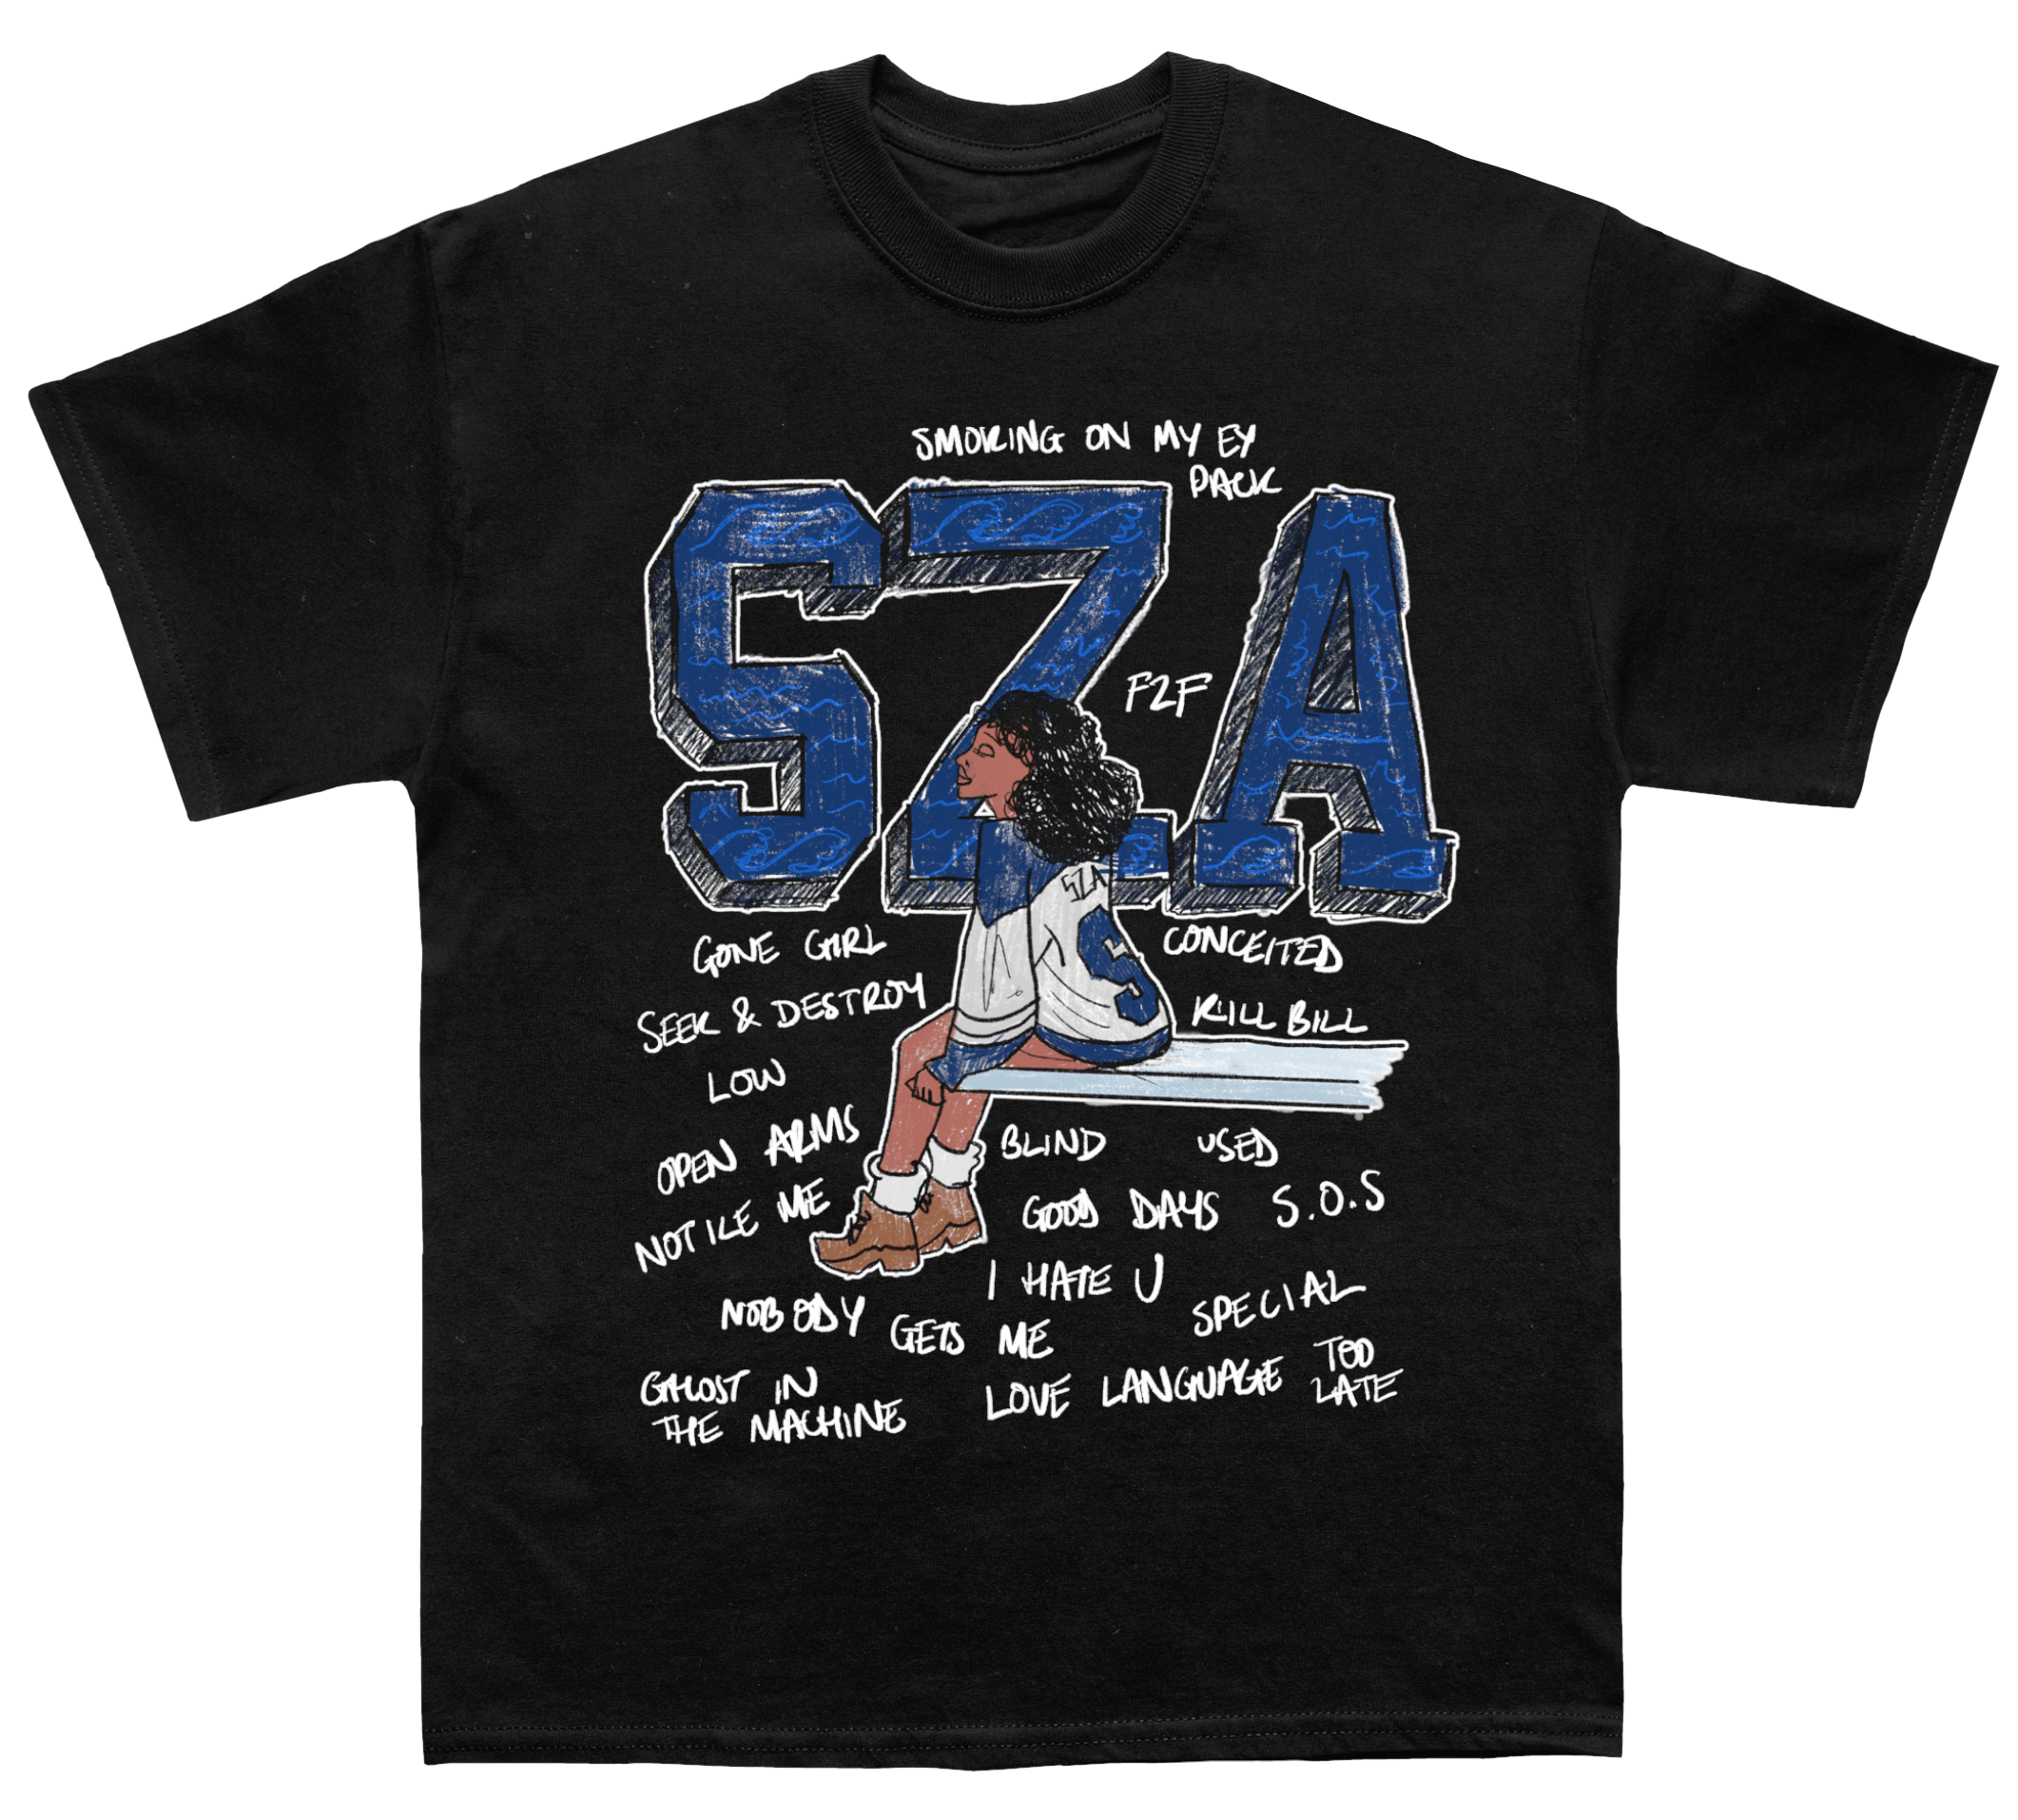 SMOKING ON MY EX
PACK
SZA
F2F
SZA
S
GONE GIRL
CONCEITED
SEEK & DESTROY
KILL BILL
LOW
OPEN ARMS
BLIND
USED
NOTICE ME
GOOD DAYS
S.O.S
I HATE U
NOBODY GETS ME
SPECIAL
GHOST IN
THE MACHINE
LOVE LANGUAGE
TOO
LATE